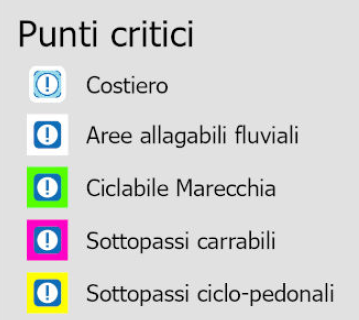 Punti critici
Costiero
Aree allagabili fluviali
Ciclabile Marecchia
Sottopassi carrabili
Sottopassi ciclo-pedonali